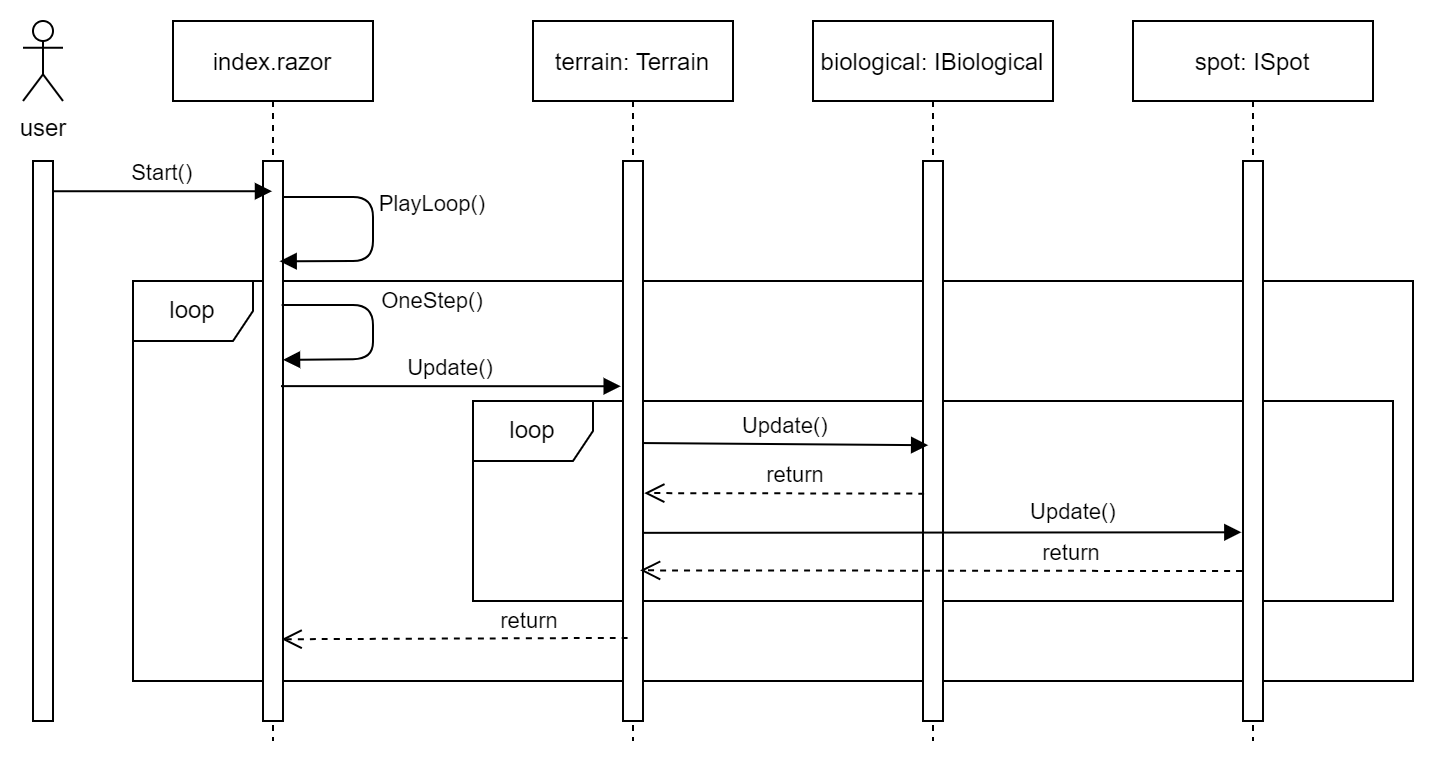 index.razor
terrain: Terrain
biological: IBiological
spot: ISpot
user
Start()
PlayLoop()
loop
OneStep()
Update()
loop
Update()
return
Update()
return
return